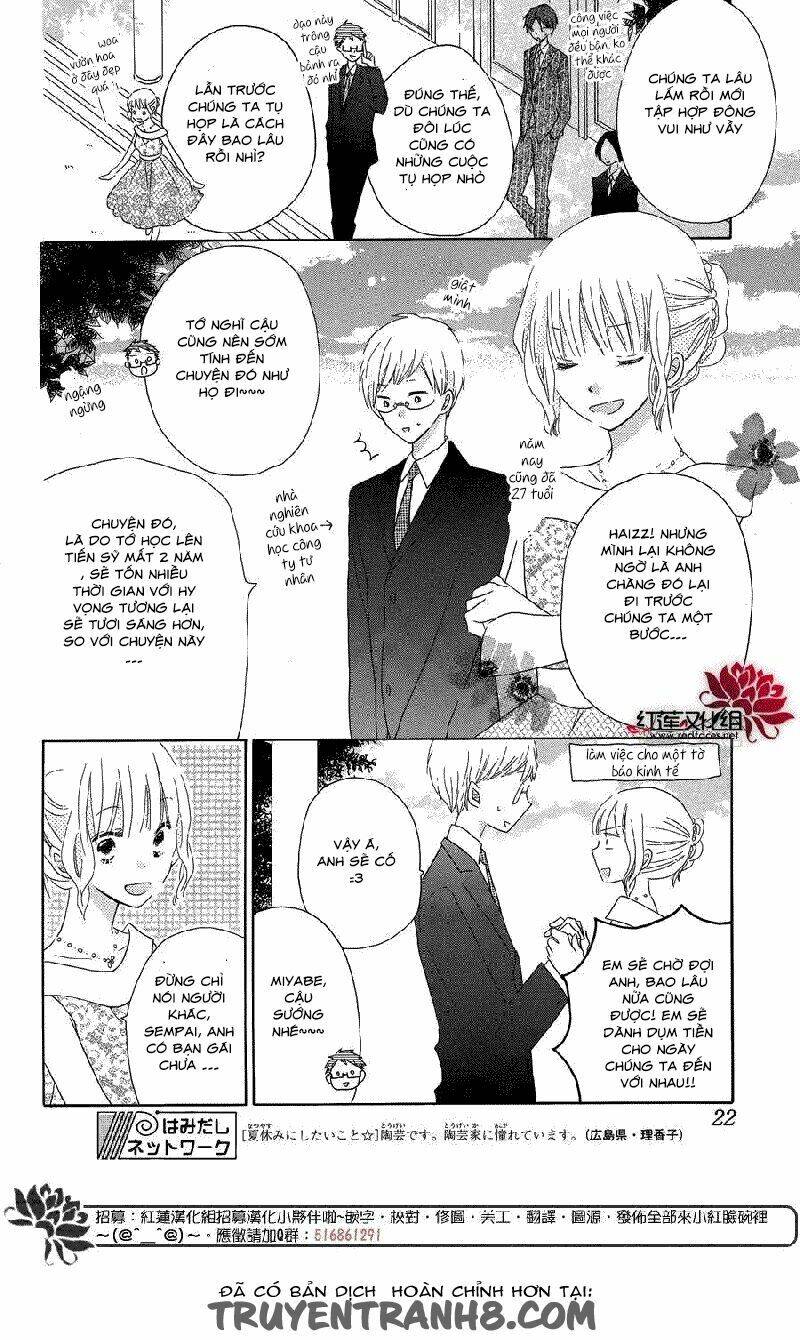 CHÚNG TA LÂU
LẮM RỒI MỚI
TẬP HỢP ĐÔNG
VUI NHƯ VẦY
công việc
mọi người
đều bận, ko
thể khác
được
ĐÚNG THẾ,
DÙ CHÚNG TA
ĐÔI LÚC
CŨNG CÓ
NHỮNG CUỘC
TỤ HỌP NHỎ
dạo này
trông
cậu
bảnh ra
đó nhỉ
LẦN TRƯỚC
CHÚNG TA TỤ
HỌP LÀ CÁCH
ĐÂY BAO LÂU
RỒI NHỈ?
woa
vườn hoa
ở đây đẹp
quá !
giật
mình
TỚ NGHĨ CẬU
CŨNG NÊN SỚM
TÍNH ĐẾN
CHUYỆN ĐÓ NHƯ
HỌ ĐI~~~
ngập
ngừng
năm
nay
cũng đã
27 tuổi
HAIZZ! NHƯNG
MÌNH LẠI KHÔNG
NGỜ LÀ ANH
CHÀNG ĐÓ LẠI
ĐI TRƯỚC
CHÚNG TA MỘT
BƯỚC...
nhà
nghiên
cứu khoa
học công
ty tư
nhân
CHUYỆN ĐÓ,
LÀ DO TỚ HỌC LÊN
TIẾN SỸ MẤT 2 NĂM
, SẼ TỐN NHIỀU
THỜI GIAN VỚI HY
VỌNG TƯƠNG LẠI
SẼ TƯƠI SÁNG HƠN,
SO VỚI CHUYỆN NÀY
...
红莲汉化组
www.redfcces.net
làm việc cho một tờ
báo kinh tế
VẬY Ã,
ANH SẼ CÓ
:3
EM SẼ CHỜ ĐỢI
ANH, BAO LÂU
NỮA CŨNG
ĐƯỢC! EM SẼ
DÀNH DỤM TIỀN
CHO NGÀY
CHÚNG TA ĐẾN
VỚI NHAU!!
MIYABE,
CẬU
SƯỚNG
NHÉ~~~
ĐỪNG CHỈ
NÓI NGƯỜI
KHÁC,
SEMPAI, ANH
CÓ BẠN GÁI
CHƯA ...
22
はみだし
ネットワーク
[夏休みにしたいこと☆]陶芸です。陶芸家に憧れています。(広島県・理香子)
招募：紅蓮漢化組招募漢化小夥伴啦~嵌字・校對・修圖・美工・翻譯・圖源・發佈全部來小紅臉碗裡
~(@^__^@)~。應徵請加Q群：516861291
ĐÃ CÓ BẢN DỊCH HOÀN CHỈNH HƠN TẠI:
TRUYENTRANH8.COM